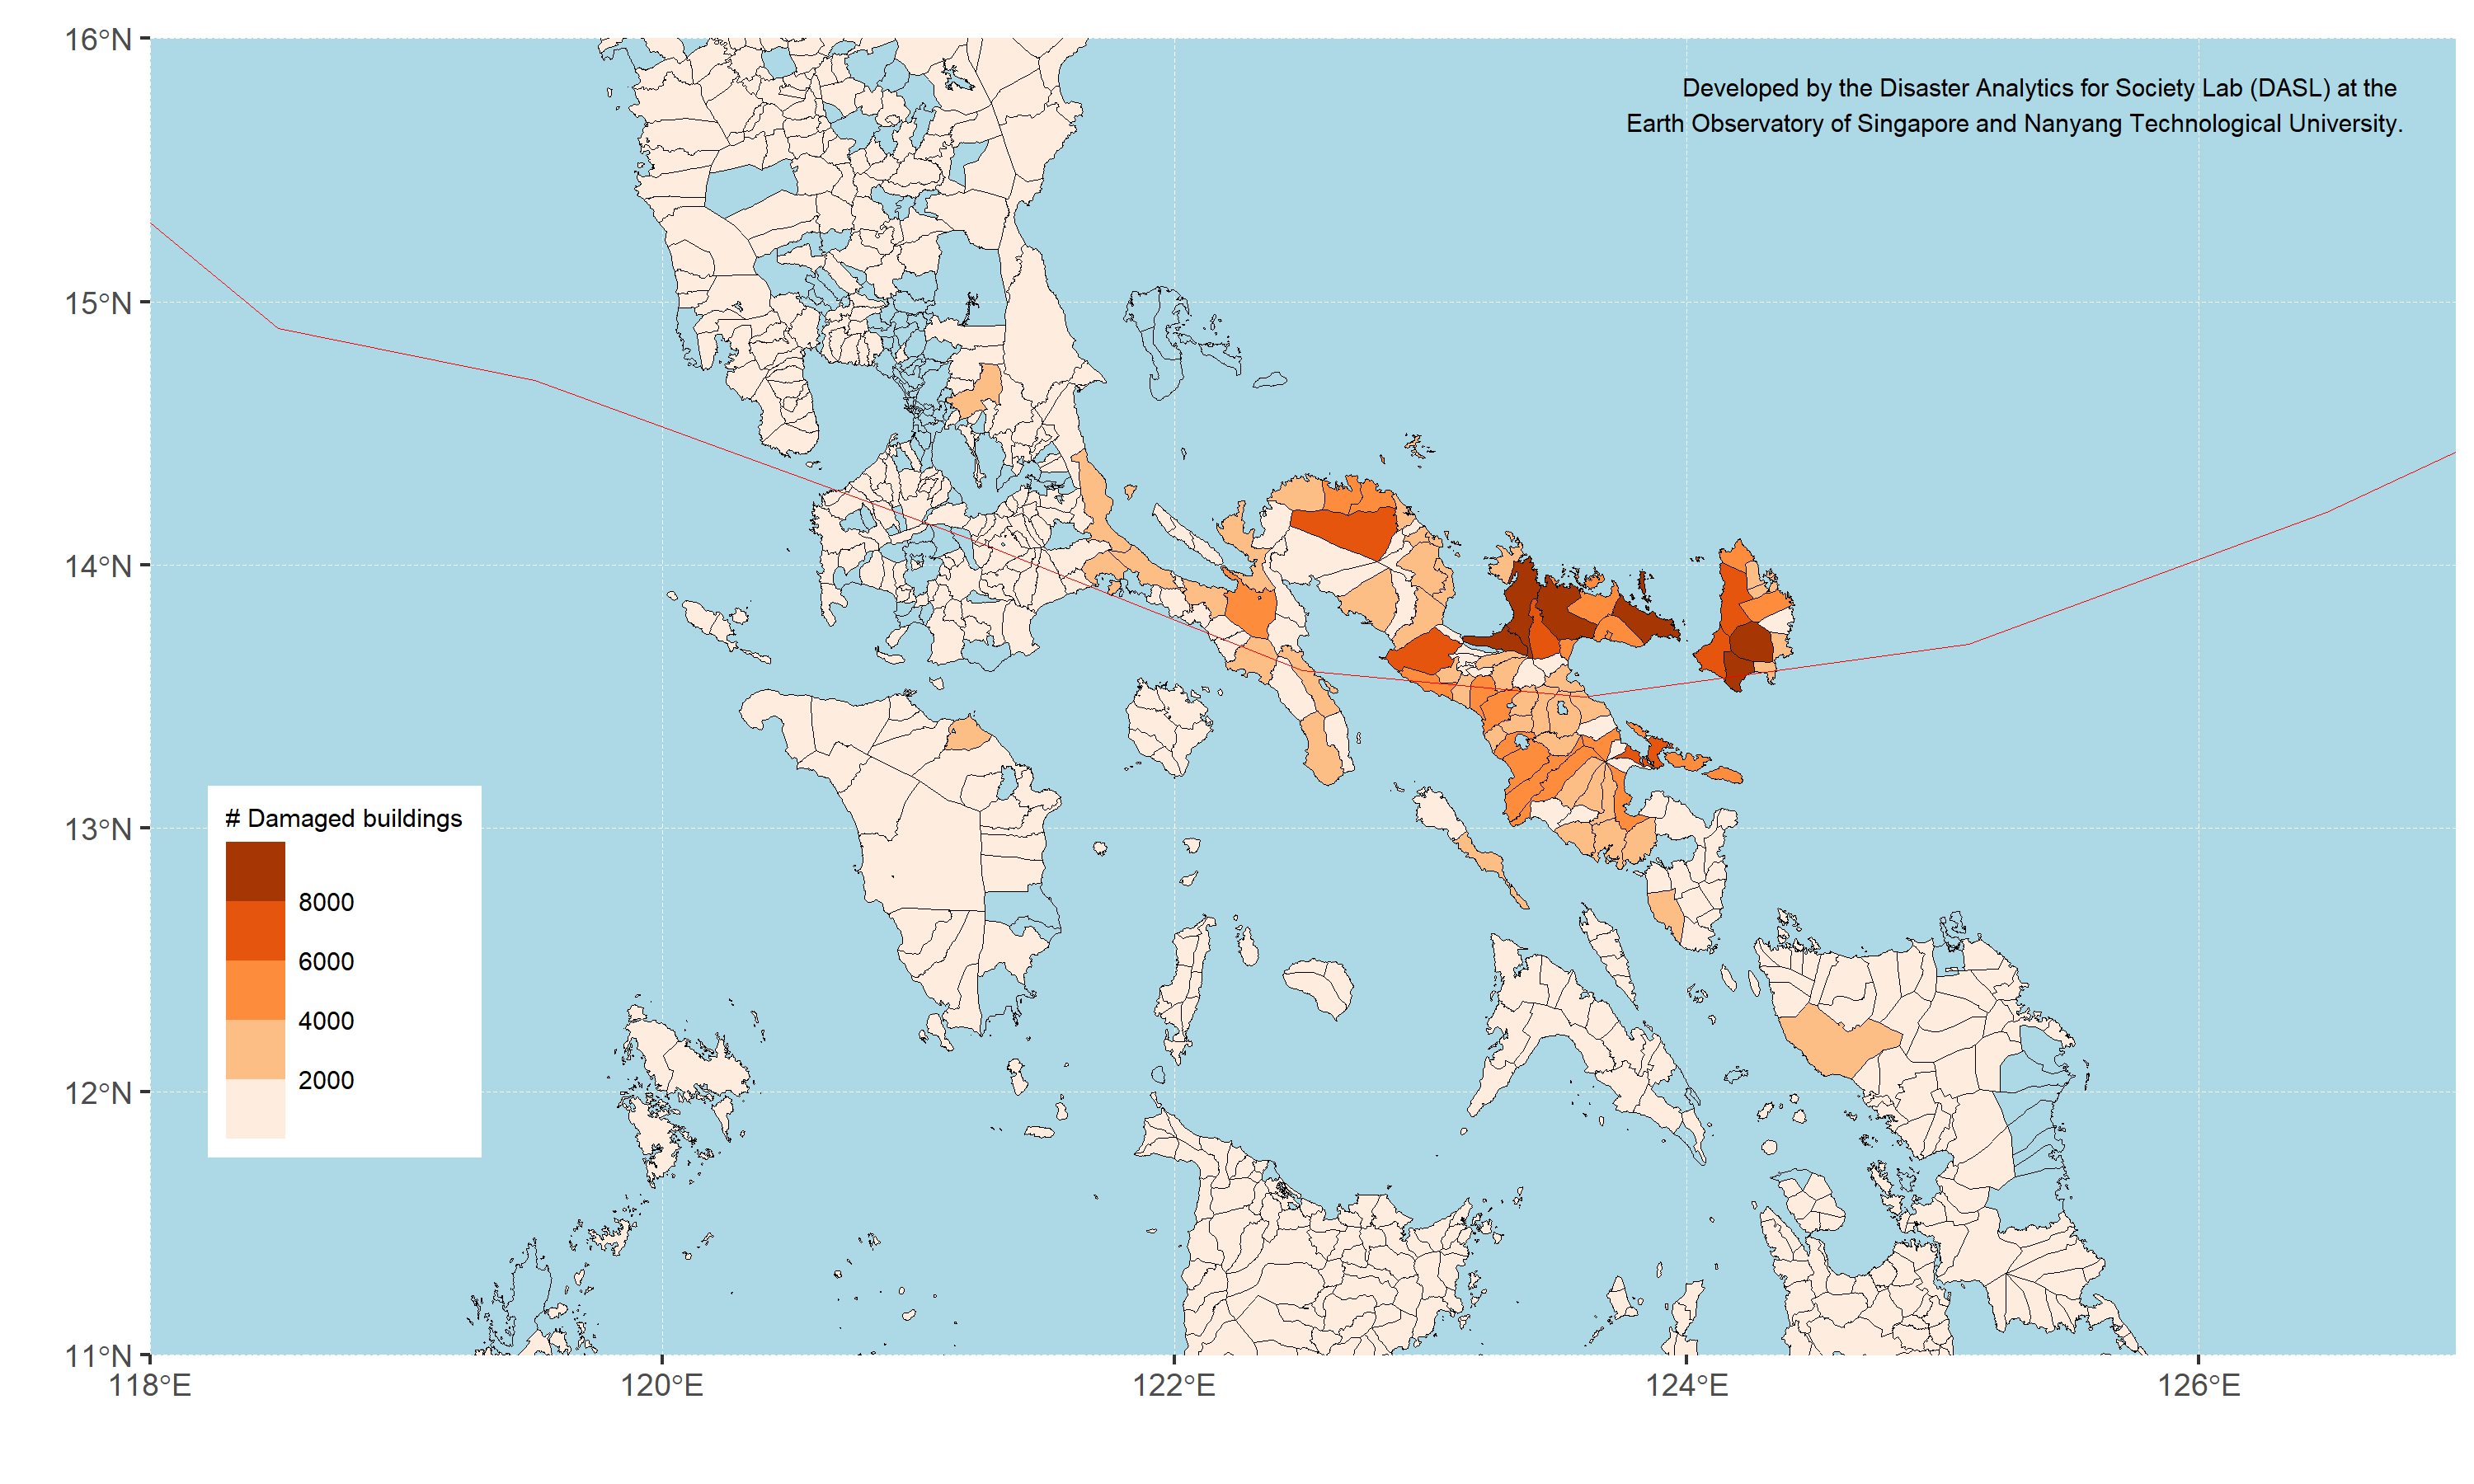 16°N
Developed by the Disaster Analytics for Society Lab (DASL) at the
Earth Observatory of Singapore and Nanyang Technological University.
15°N
14°N
13°N
# Damaged buildings
8000
6000
4000
2000
12°N
11°N
118°E
120°E
122°E
124°E
126°E